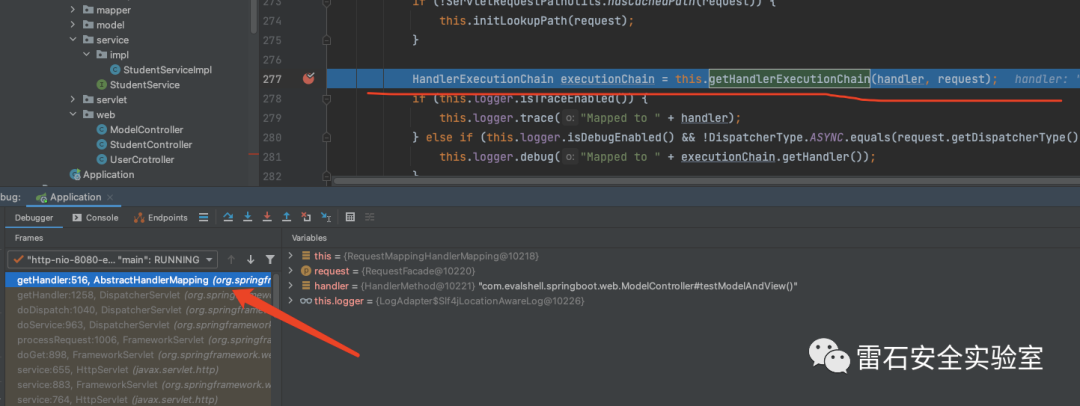 mapper
model
service
impl
StudentServiceImpl
StudentService
servlet
web
ModelController
StudentController
UserCrotroller
Application
273 if (!ServletRequestPathUtils.hasCachedPath(request)) {
274 this.initLookupPath(request);
275 }
276
277 HandlerExecutionChain executionChain = this.getHandlerExecutionChain(handler, request); handler: "
278 if (this.logger.isTraceEnabled()) {
279 this.logger.trace( o: "Mapped to " + handler);
280 } else if (this.logger.isDebugEnabled() && !DispatcherType.ASYNC.equals(request.getDispatcherType()
281 this.logger.debug( o: "Mapped to " + executionChain.getHandler());
282 }
bug: Application
Debugger Console Endpoints
Frames Variables
"http-nio-8080-e... "main": RUNNING
getHandler:516, AbstractHandlerMapping (org.springfr
getHandler:1258, DispatcherServlet (org.springframew
doDispatch:1040, DispatcherServlet (org.springframew
doService:963, DispatcherServlet (org.springframewor
processRequest:1006, FrameworkServlet (org.springfr
doGet:898, FrameworkServlet (org.springframework.we
service:655, HttpServlet (javax.servlet.http)
service:883, FrameworkServlet (org.springframework.w
service:764, HttpServlet (javax.servlet.http)
this = {RequestMappingHandlerMapping@10218}
request = {RequestFacade@10220}
handler = {HandlerMethod@10221} "com.evalshell.springboot.web.ModelController#testModelAndView()"
this.logger = {LogAdapter$Slf4jLocationAwareLog@10226}
雷石安全实验室